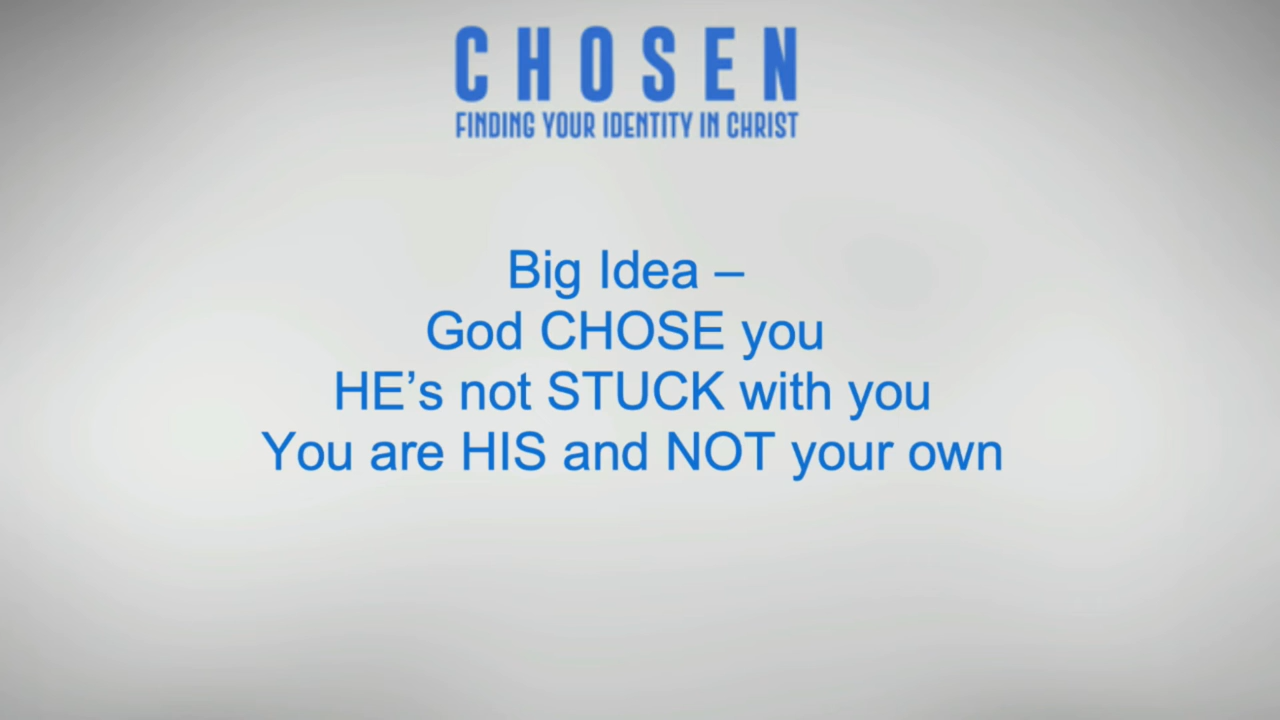 CHOSEN
FINDING YOUR IDENTITY IN CHRIST
Big Idea –
God CHOSE you
HE’s not STUCK with you
You are HIS and NOT your own